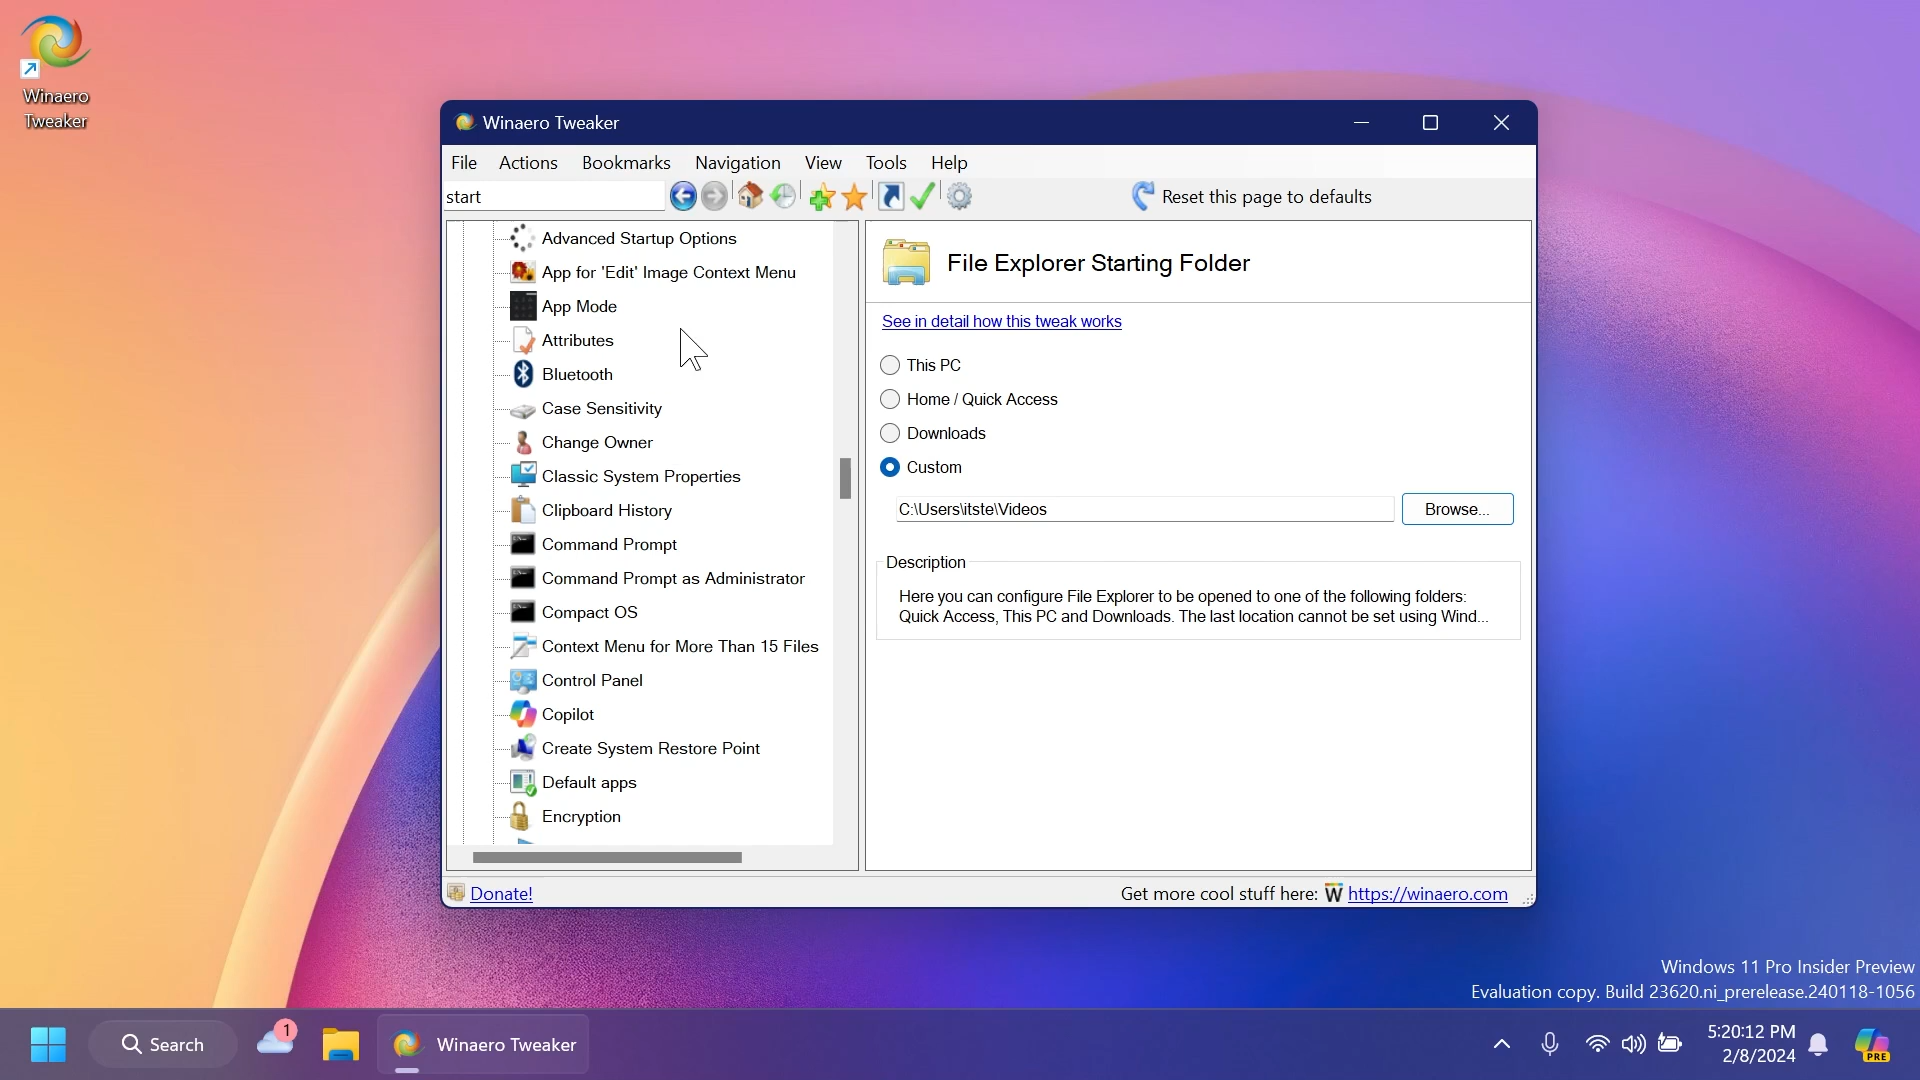 Winaero
Tweaker
Winaero Tweaker
File Actions Bookmarks Navigation View Tools Help
start
Reset this page to defaults
Advanced Startup Options
App for 'Edit' Image Context Menu
App Mode
Attributes
Bluetooth
Case Sensitivity
Change Owner
Classic System Properties
Clipboard History
Command Prompt
Command Prompt as Administrator
Compact OS
Context Menu for More Than 15 Files
Control Panel
Copilot
Create System Restore Point
Default apps
Encryption
File Explorer Starting Folder
See in detail how this tweak works
This PC
Home / Quick Access
Downloads
Custom
C:\Users\itste\Videos
Browse...
Description
Here you can configure File Explorer to be opened to one of the following folders:
Quick Access, This PC and Downloads. The last location cannot be set using Wind...
Donate!
Get more cool stuff here: W https://winaero.com
Windows 11 Pro Insider Preview
Evaluation copy. Build 23620.ni_prerelease.240118-1056
Search
1
Winaero Tweaker
5:20:12 PM
2/8/2024
PRE